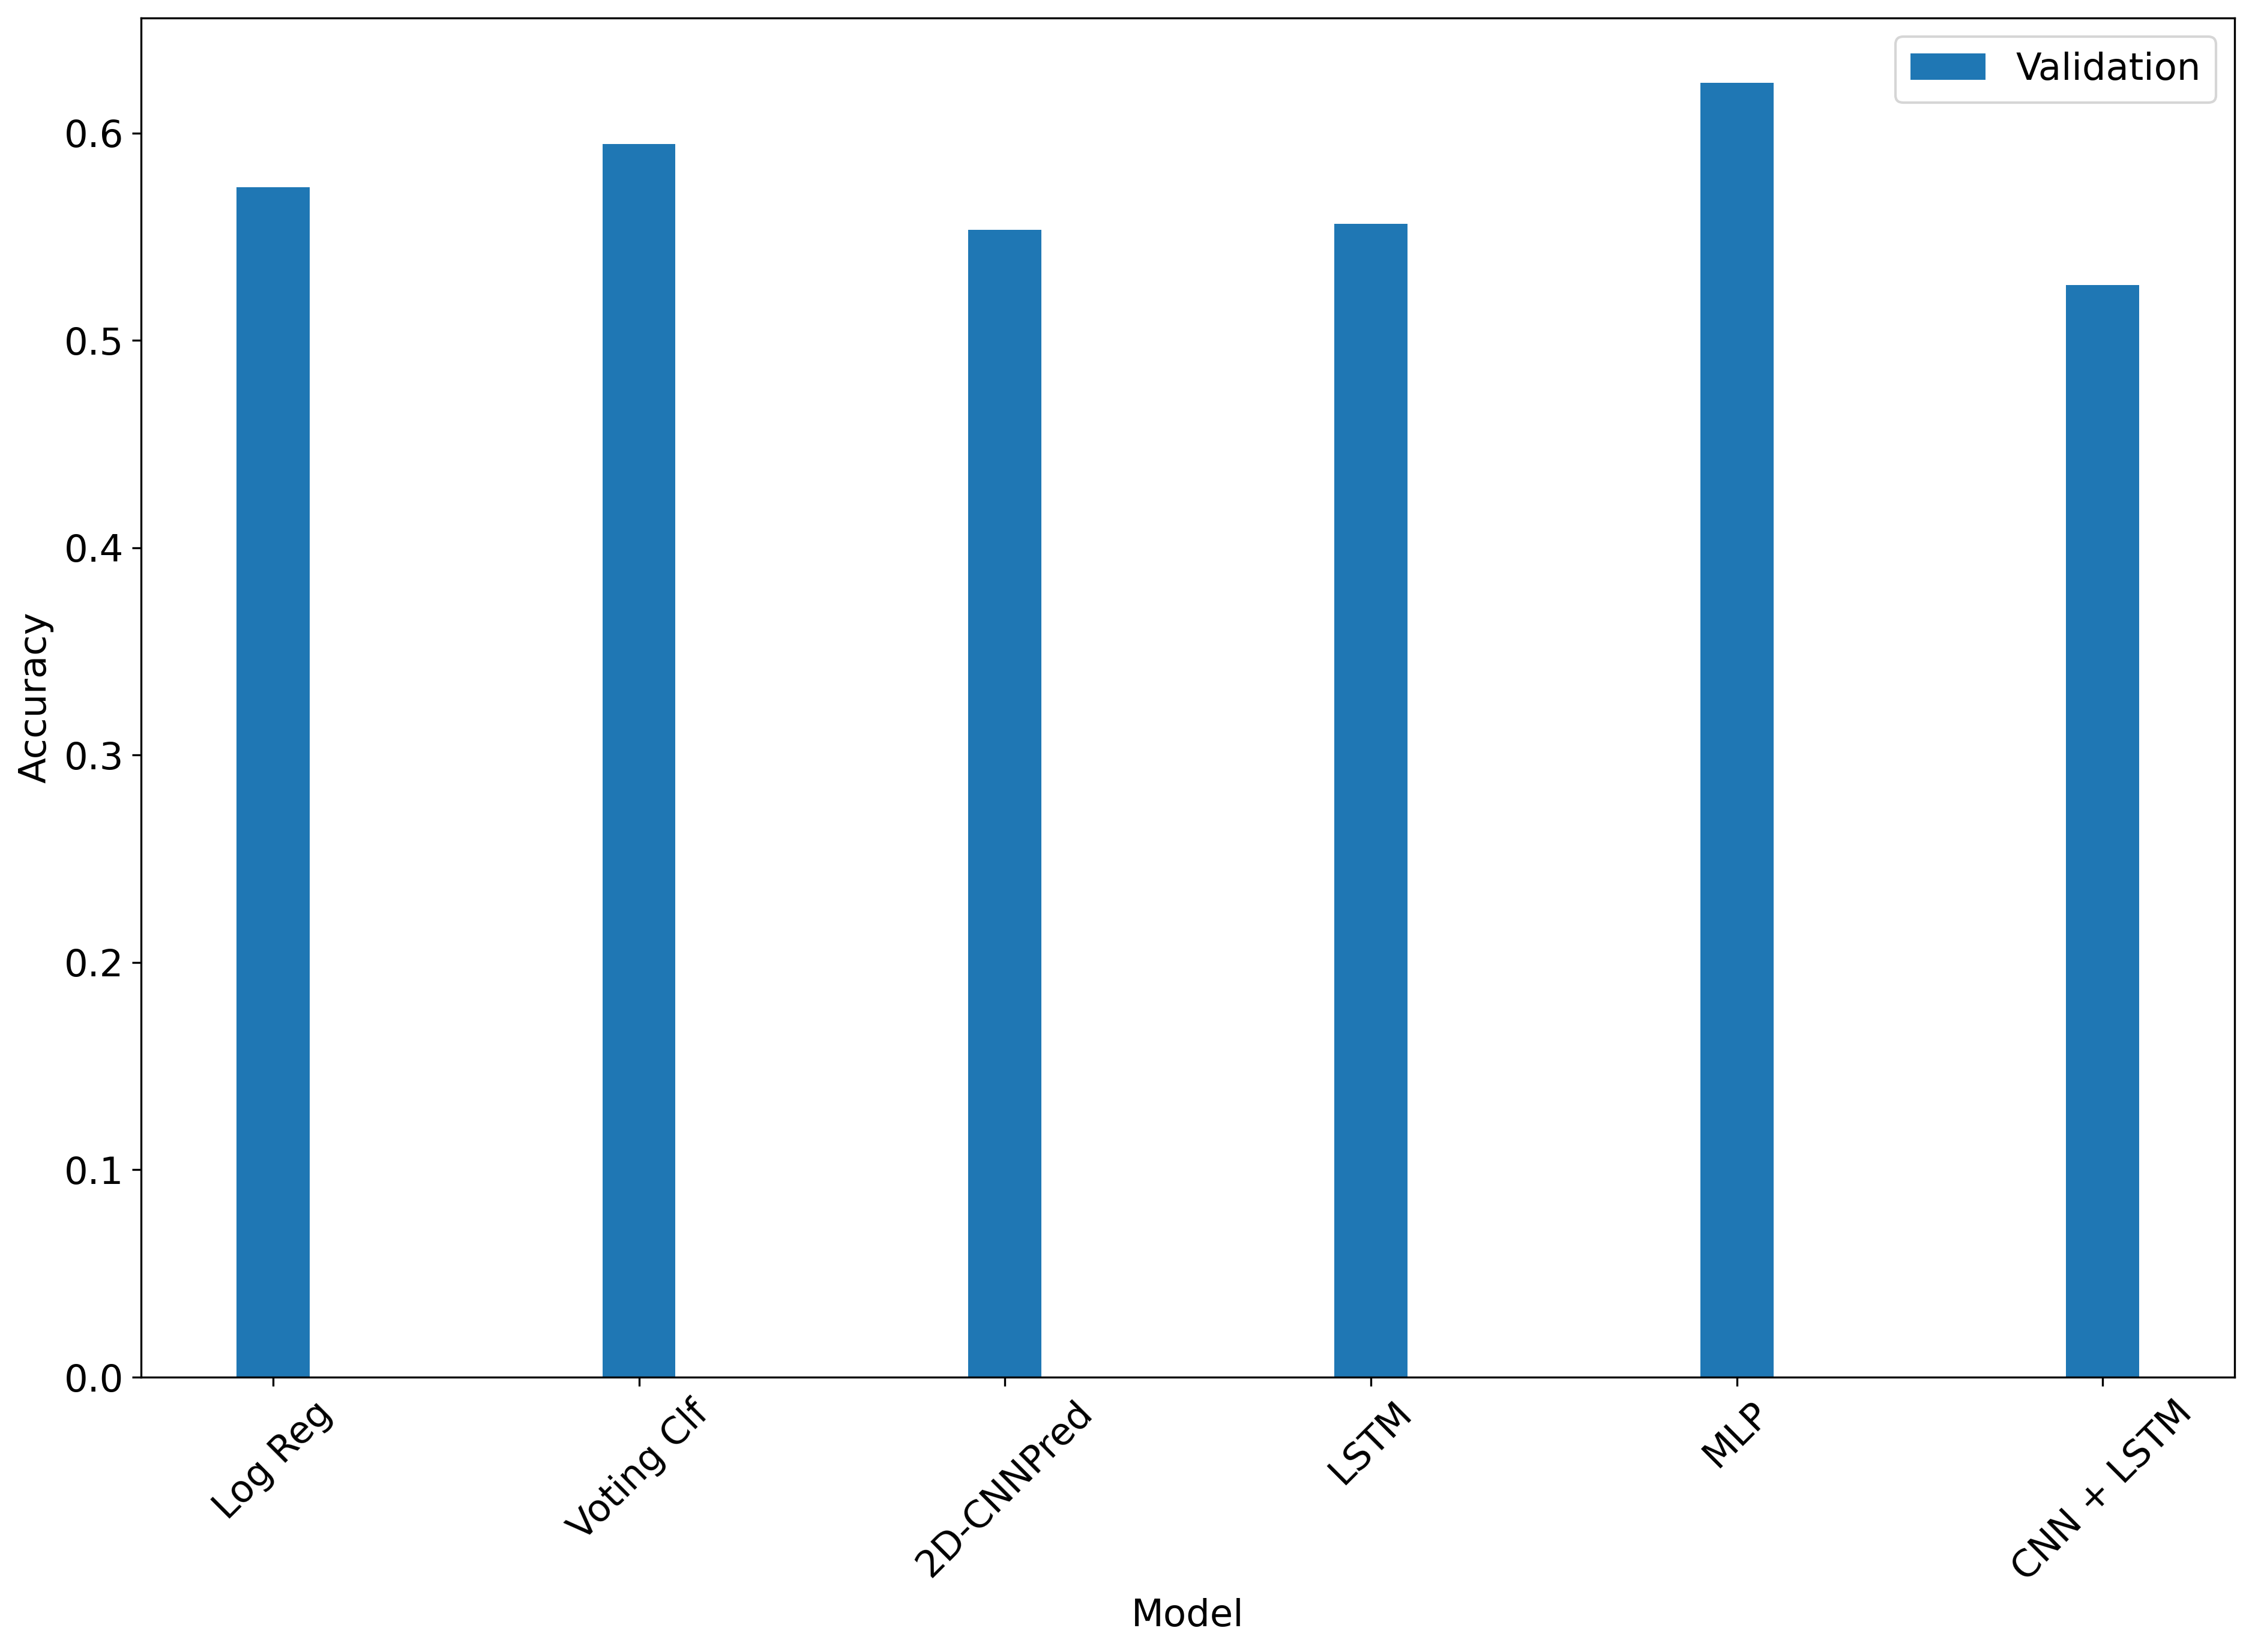 Validation
Accuracy
0.6
0.5
0.4
0.3
0.2
0.1
0.0
Log Reg
Voting Clf
2D-CNNPred
LSTM
MLP
CNN + LSTM
Model